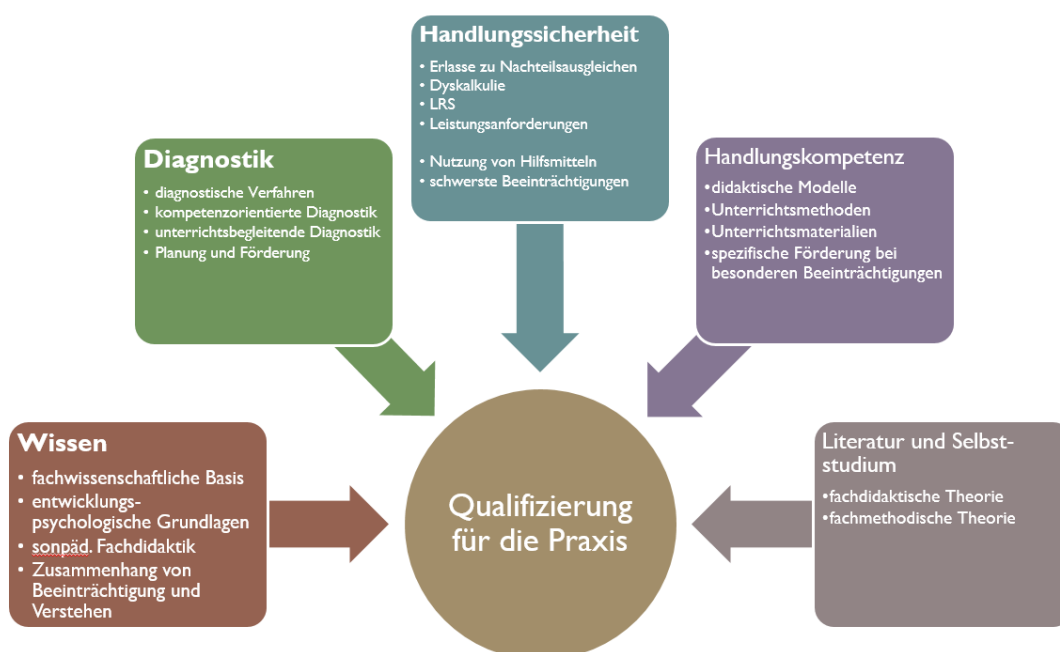 Handlungssicherheit
• Erlasse zu Nachteilsausgleichen
• Dyskalkulie
• LRS
• Leistungsanforderungen
• Nutzung von Hilfsmitteln
• schwerste Beeinträchtigungen
Diagnostik
• diagnostische Verfahren
• kompetenzorientierte Diagnostik
• unterrichtsbegleitende Diagnostik
• Planung und Förderung
Handlungskompetenz
•didaktische Modelle
•Unterrichtsmethoden
•Unterrichtsmaterialien
•spezifische Förderung bei
besonderen Beeinträchtigungen
Wissen
• fachwissenschaftliche Basis
• entwicklungs-
psychologische Grundlagen
• sonpäd. Fachdidaktik
• Zusammenhang von
Beeinträchtigung und
Verstehen
Qualifizierung
für die Praxis
Literatur und Selbst-
studium
•fachdidaktische Theorie
•fachmethodische Theorie